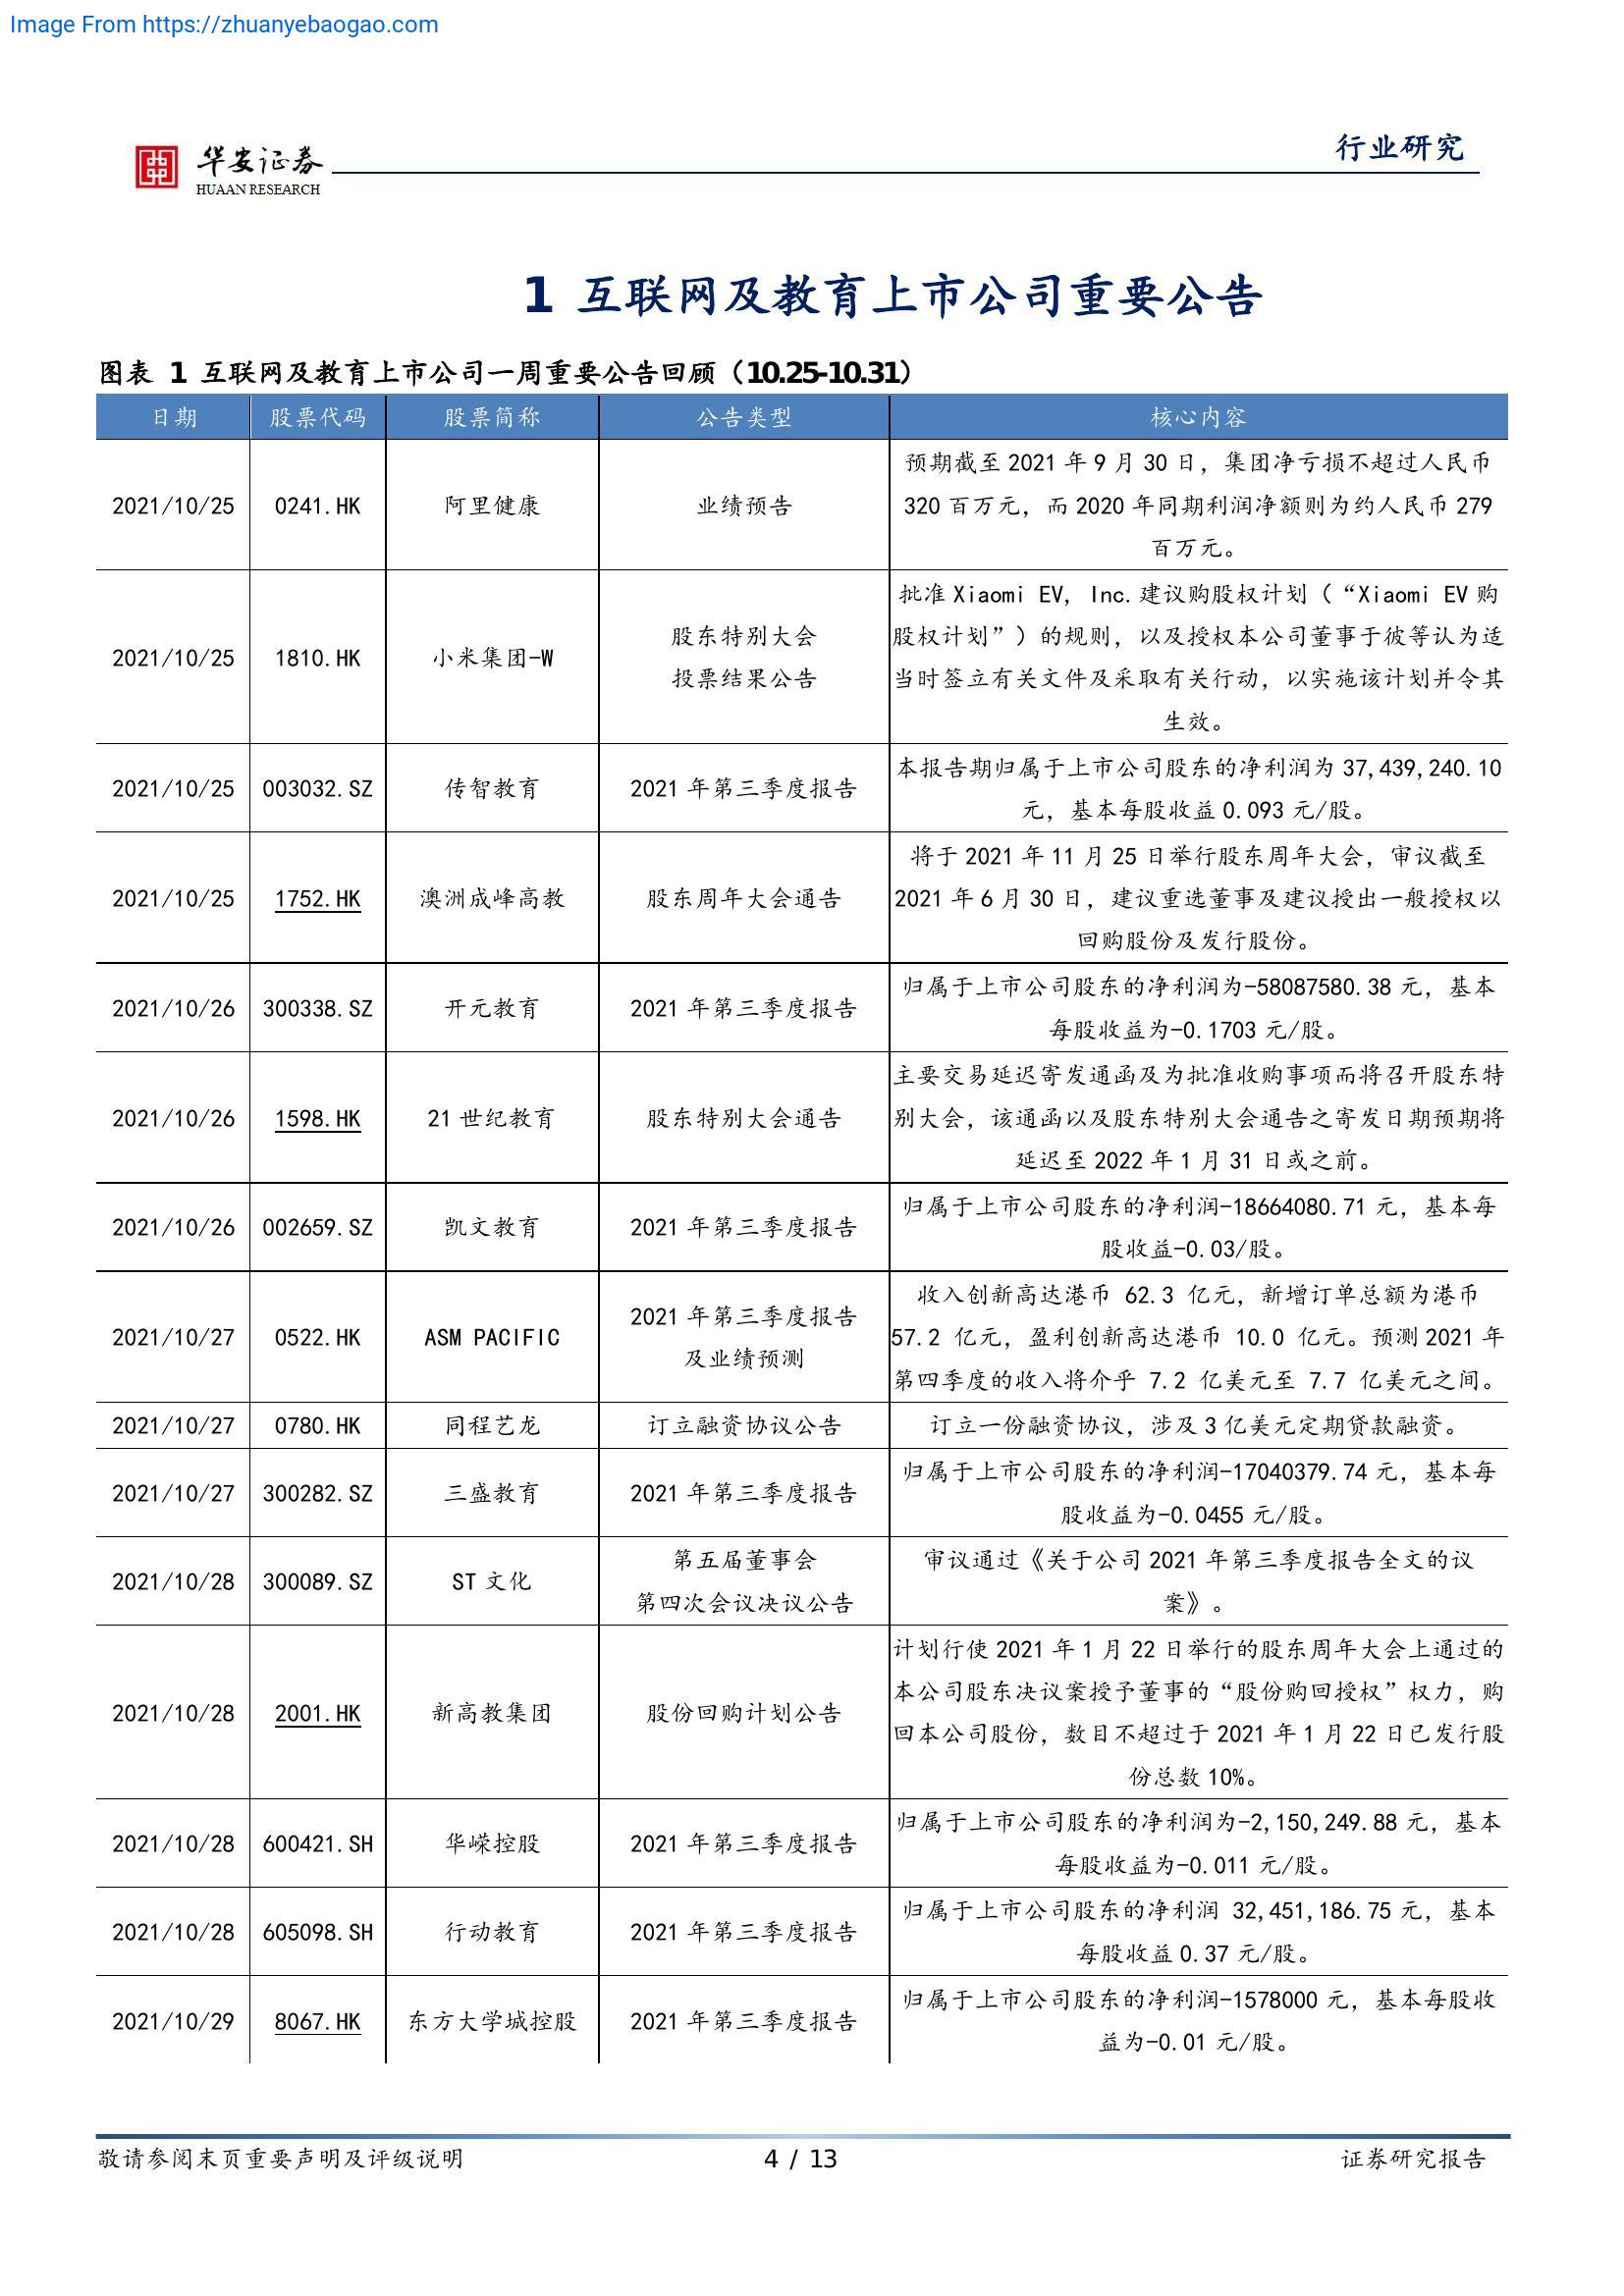 Image From https://zhuanyebaogao.com
华安证券
HUAAN RESEARCH
行业研究
1 互联网及教育上市公司重要公告
图表 1 互联网及教育上市公司一周重要公告回顾（10.25-10.31）
日期 股票代码 股票简称 公告类型 核心内容
2021/10/25 0241.HK 阿里健康 业绩预告
预期截至 2021 年 9 月 30 日，集团净亏损不超过人民币
320 百万元，而 2020 年同期利润净额则为约人民币 279
百万元。
2021/10/25 1810.HK 小米集团-W
股东特别大会
投票结果公告
批准 Xiaomi EV, Inc.建议购股权计划（“Xiaomi EV 购
股权计划”）的规则，以及授权本公司董事于彼等认为适
当时签立有关文件及采取有关行动，以实施该计划并令其
生效。
2021/10/25 003032.SZ 传智教育 2021 年第三季度报告
本报告期归属于上市公司股东的净利润为 37,439,240.10
元，基本每股收益 0.093 元/股。
2021/10/25 1752.HK 澳洲成峰高教 股东周年大会通告
将于 2021 年 11 月 25 日举行股东周年大会，审议截至
2021 年 6 月 30 日，建议重选董事及建议授出一般授权以
回购股份及发行股份。
2021/10/26 300338.SZ 开元教育 2021 年第三季度报告
归属于上市公司股东的净利润为-58087580.38 元，基本
每股收益为-0.1703 元/股。
2021/10/26 1598.HK 21 世纪教育 股东特别大会通告
主要交易延迟寄发通函及为批准收购事项而将召开股东特
别大会，该通函以及股东特别大会通告之寄发日期预期将
延迟至 2022 年 1 月 31 日或之前。
2021/10/26 002659.SZ 凯文教育 2021 年第三季度报告
归属于上市公司股东的净利润-18664080.71 元，基本每
股收益-0.03/股。
2021/10/27 0522.HK ASM PACIFIC
2021 年第三季度报告
及业绩预测
收入创新高达港币 62.3 亿元，新增订单总额为港币
57.2 亿元，盈利创新高达港币 10.0 亿元。预测 2021 年
第四季度的收入将介乎 7.2 亿美元至 7.7 亿美元之间。
2021/10/27 0780.HK 同程艺龙 订立融资协议公告 订立一份融资协议，涉及 3 亿美元定期贷款融资。
2021/10/27 300282.SZ 三盛教育 2021 年第三季度报告
归属于上市公司股东的净利润-17040379.74 元，基本每
股收益为-0.0455 元/股。
2021/10/28 300089.SZ ST 文化
第五届董事会
第四次会议决议公告
审议通过《关于公司 2021 年第三季度报告全文的议
案》。
2021/10/28 2001.HK 新高教集团 股份回购计划公告
计划行使 2021 年 1 月 22 日举行的股东周年大会上通过的
本公司股东决议案授予董事的“股份购回授权”权力，购
回本公司股份，数目不超过于 2021 年 1 月 22 日已发行股
份总数 10%。
2021/10/28 600421.SH 华嵘控股 2021 年第三季度报告
归属于上市公司股东的净利润为-2,150,249.88 元，基本
每股收益为-0.011 元/股。
2021/10/28 605098.SH 行动教育 2021 年第三季度报告
归属于上市公司股东的净利润 32,451,186.75 元，基本
每股收益 0.37 元/股。
2021/10/29 8067.HK 东方大学城控股 2021 年第三季度报告
归属于上市公司股东的净利润-1578000 元，基本每股收
益为-0.01 元/股。
敬请参阅末页重要声明及评级说明 4 / 13 证券研究报告